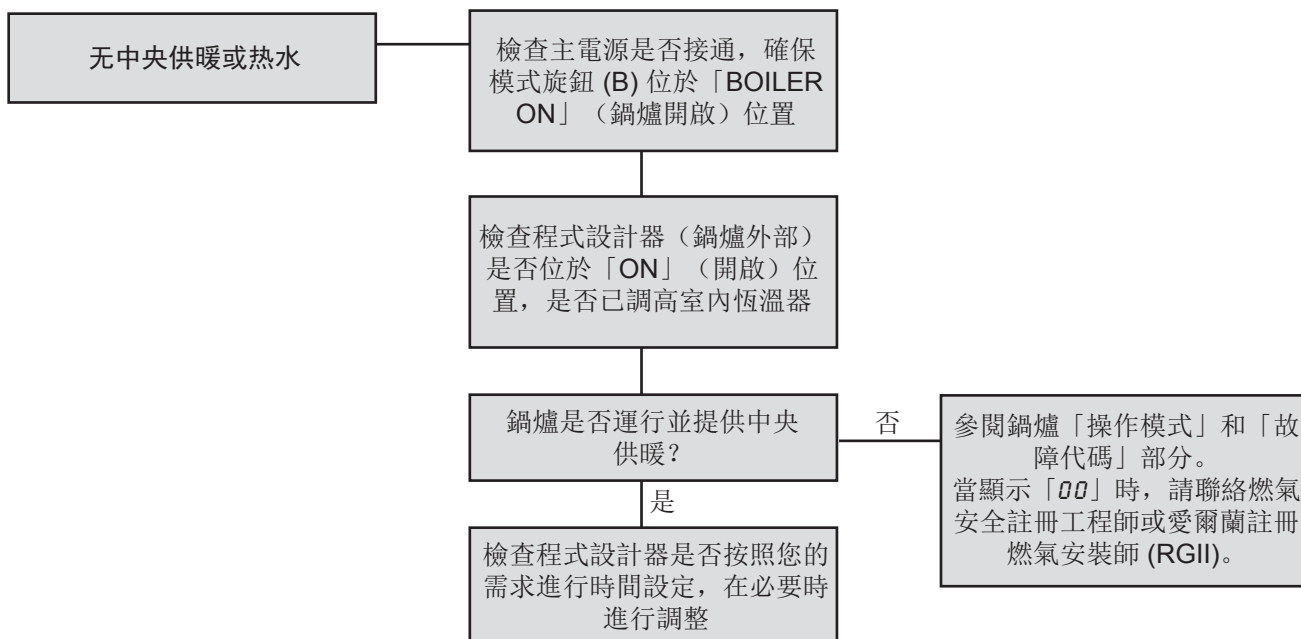 无中央供暖或热水
檢查主電源是否接通，確保
模式旋鈕 (B) 位於「BOILER
ON」（鍋爐開啟）位置
檢查程式設計器（鍋爐外部）
是否位於「ON」（開啟）位
置，是否已調高室內恆溫器
鍋爐是否運行並提供中央
供暖？
否
參閱鍋爐「操作模式」和「故
障代碼」部分。
當顯示「00」時，請聯絡燃氣
安全註冊工程師或愛爾蘭註冊
燃氣安裝師 (RGII)。
是
檢查程式設計器是否按照您的
需求進行時間設定，在必要時
進行調整